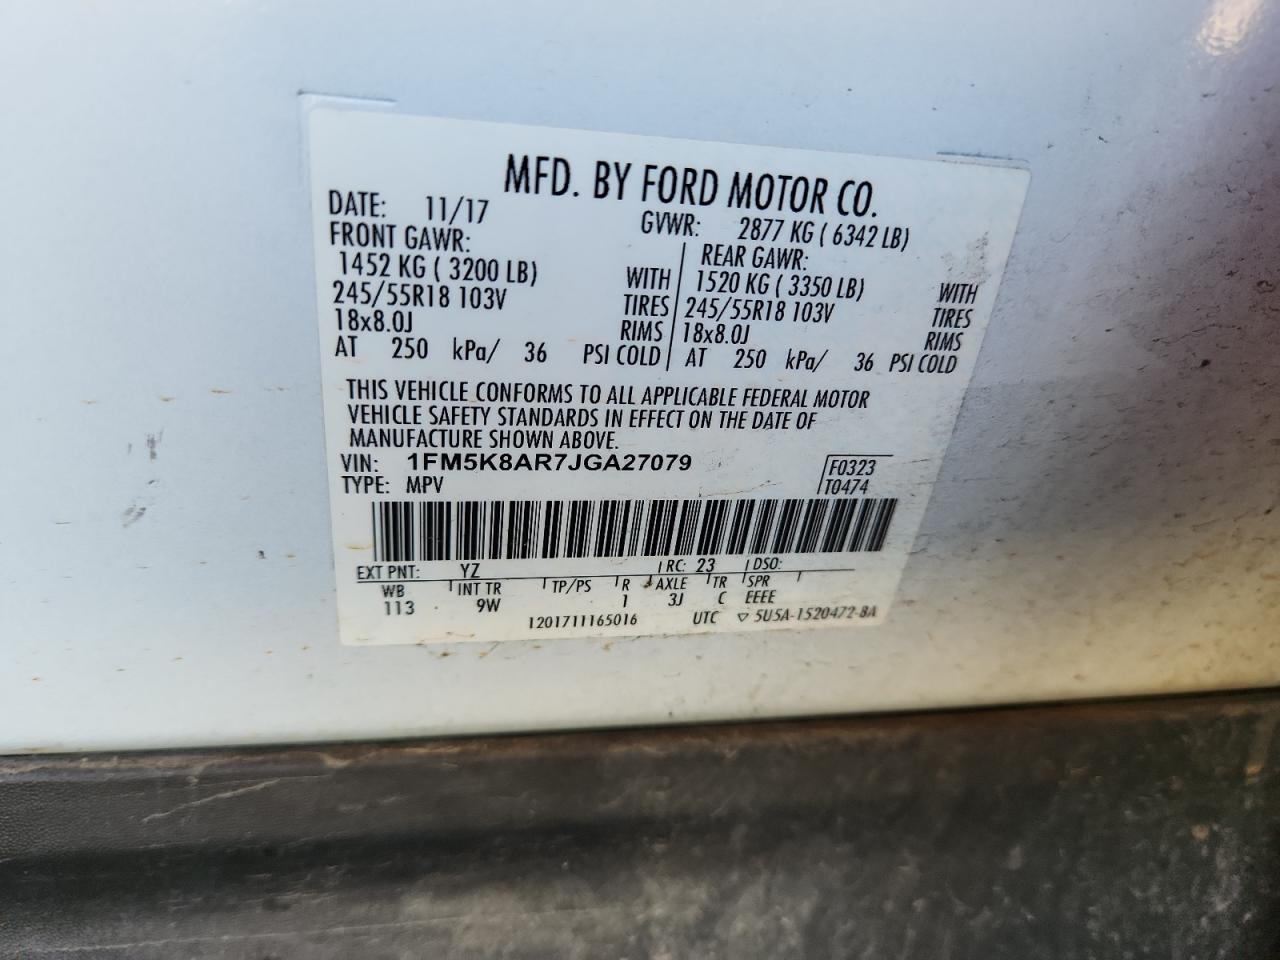 MFD. BY FORD MOTOR CO.
DATE: 11/17 GVWR: 2877 KG ( 6342 LB)
FRONT GAWR: REAR GAWR:
1452 KG ( 3200 LB) WITH 1520 KG ( 3350 LB) WITH
245/55R18 103V TIRES 245/55R18 103V TIRES
18x8.0J RIMS 18x8.0J RIMS
AT 250 kPa/ 36 PSI COLD AT 250 kPa/ 36 PSI COLD
THIS VEHICLE CONFORMS TO ALL APPLICABLE FEDERAL MOTOR
VEHICLE SAFETY STANDARDS IN EFFECT ON THE DATE OF
MANUFACTURE SHOWN ABOVE.
VIN: 1FM5K8AR7JGA27079 F0323
TYPE: MPV T0474
EXT PNT: YZ RC: 23 DSO:
WB INT TR TP/PS R AXLE TR SPR
113 9W 1 3J C EEEE
1201711165016 UTC ▽ 5U5A-1520472-BA